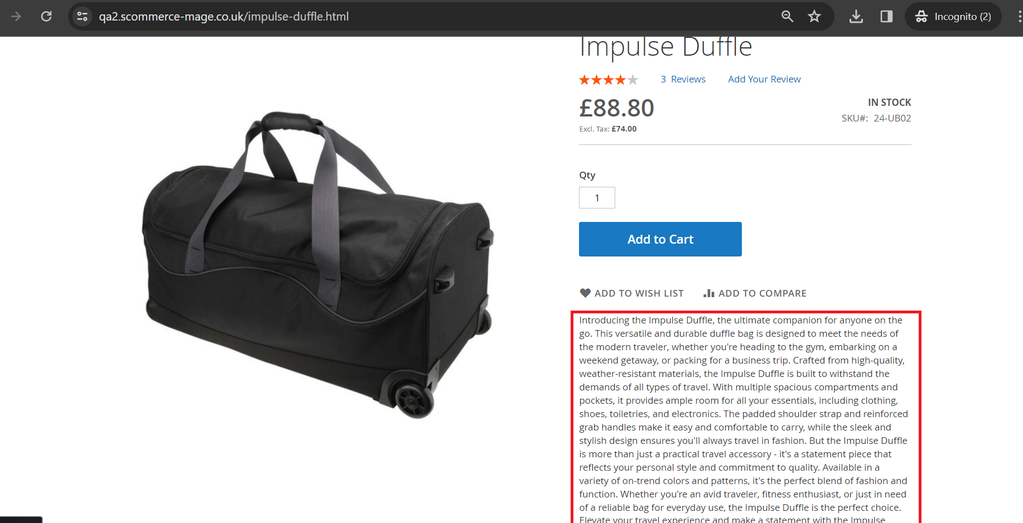 qa2.scommerce-mage.co.uk/impulse-duffle.html
Incognito (2)
Impulse Duffle
3 Reviews Add Your Review
£88.80
IN STOCK
Excl. Tax: £74.00
SKU#: 24-UB02
Qty
1
Add to Cart
ADD TO WISH LIST ADD TO COMPARE
Introducing the Impulse Duffle, the ultimate companion for anyone on the
go. This versatile and durable duffle bag is designed to meet the needs of
the modern traveler, whether you're heading to the gym, embarking on a
weekend getaway, or packing for a business trip. Crafted from high-quality,
weather-resistant materials, the Impulse Duffle is built to withstand the
demands of all types of travel. With multiple spacious compartments and
pockets, it provides ample room for all your essentials, including clothing,
shoes, toiletries, and electronics. The padded shoulder strap and reinforced
grab handles make it easy and comfortable to carry, while the sleek and
stylish design ensures you'll always travel in fashion. But the Impulse Duffle
is more than just a practical travel accessory - it's a statement piece that
reflects your personal style and commitment to quality. Available in a
variety of on-trend colors and patterns, it's the perfect blend of fashion and
function. Whether you're an avid traveler, fitness enthusiast, or just in need
of a reliable bag for everyday use, the Impulse Duffle is the perfect choice.
Elevate your travel experience and make a statement with the Impulse